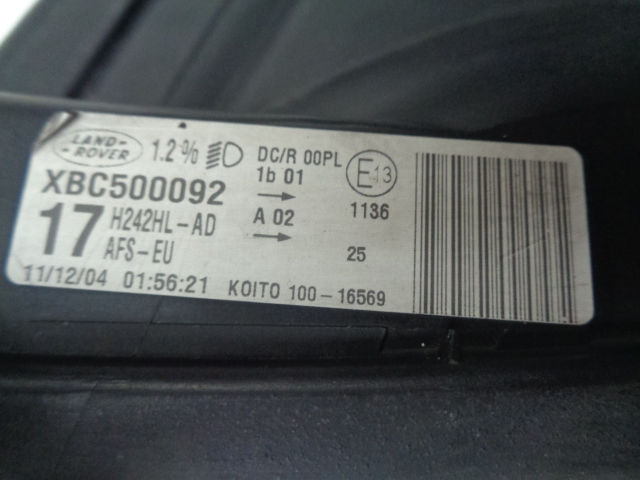 LAND-
ROVER
1.2%
DC/R 00PL
1b 01 →
E13
XBC500092
17
H242HL-AD
AFS-EU
A 02 →
1136
25
11/12/04 01:56:21 KOITO 100-16569